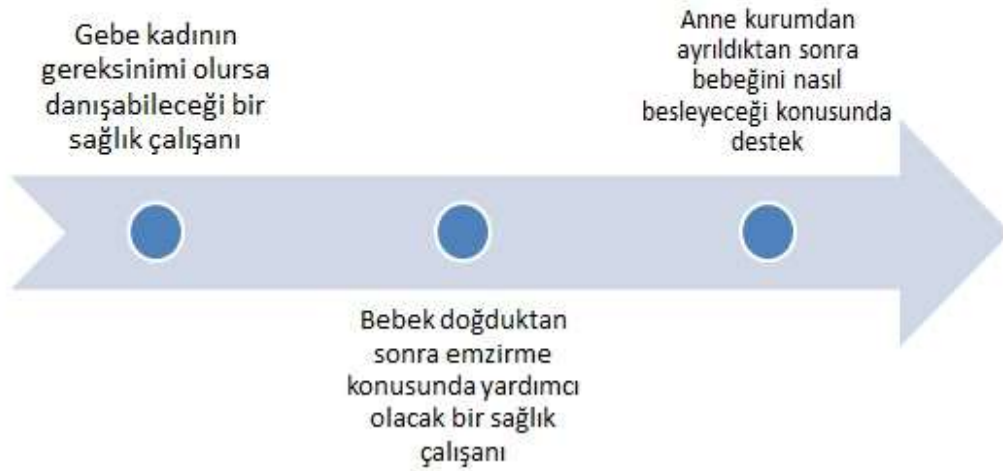 Gebe kadının
gereksinimi olursa
danışabileceği bir
sağlık çalışanı
Bebek doğduktan
sonra emzirme
konusunda yardımcı
olacak bir sağlık
çalışanı
Anne kurumdan
ayrıldıktan sonra
bebeğini nasıl
besleyeceği konusunda
destek